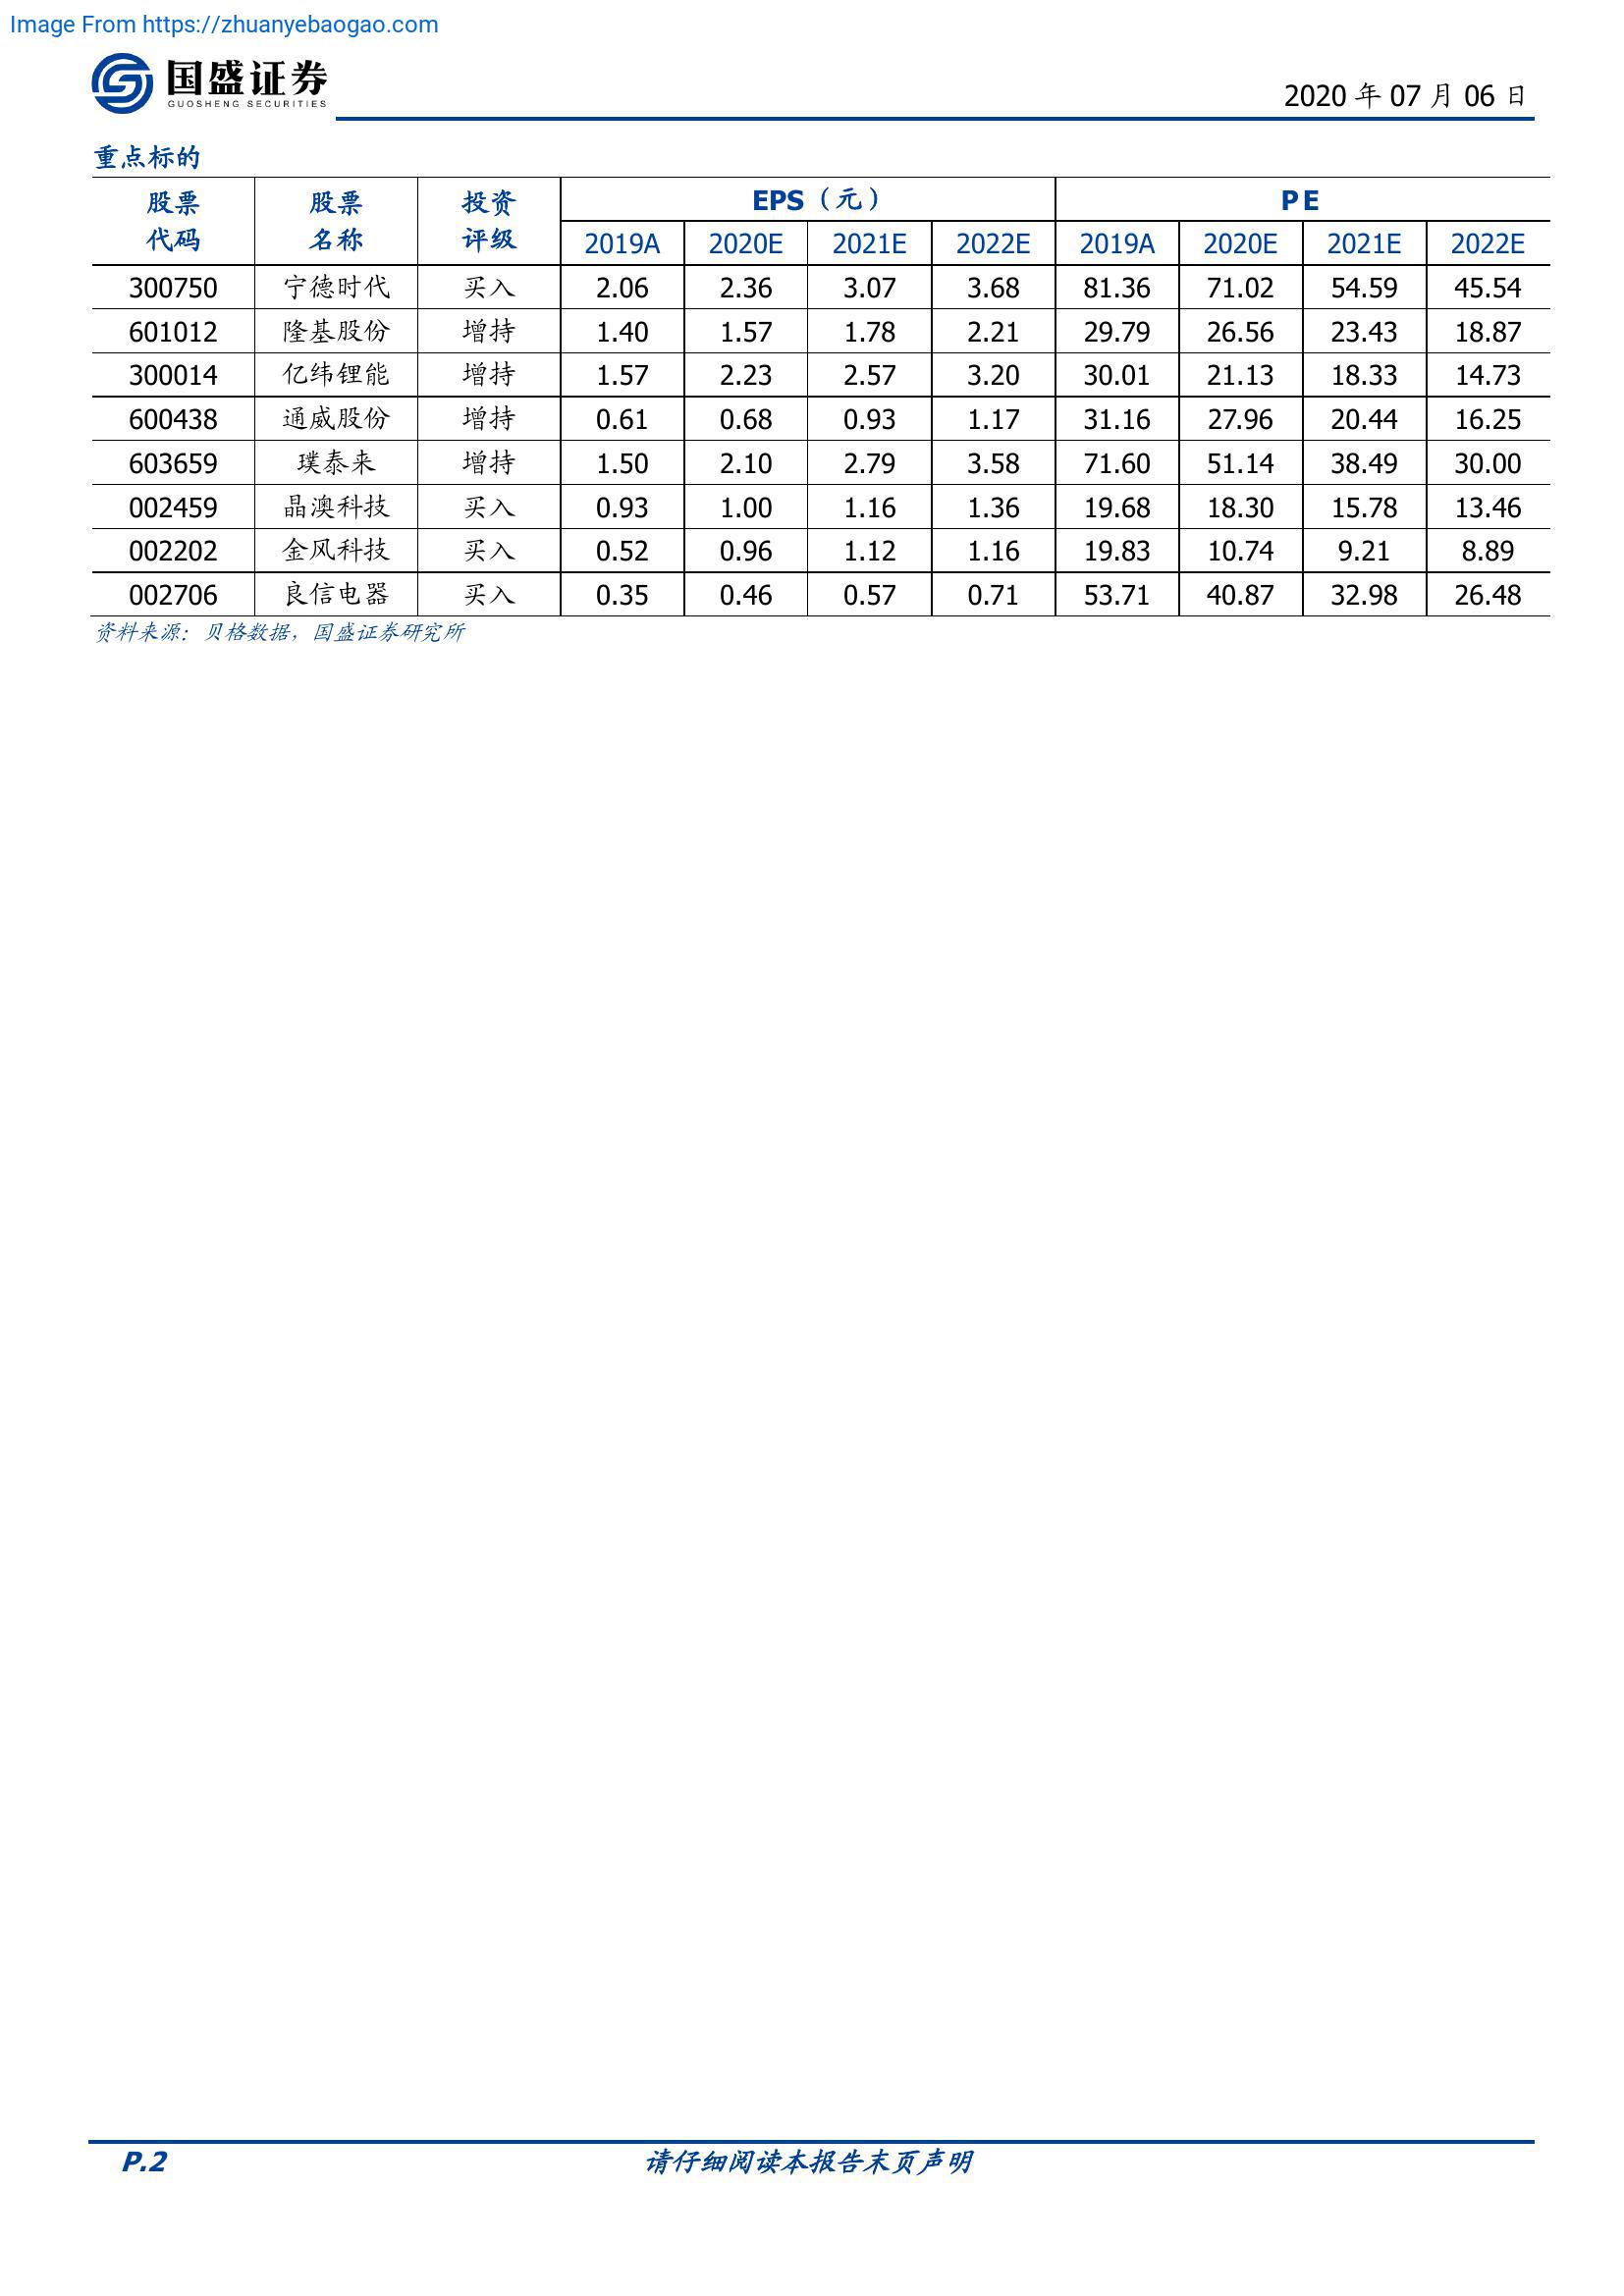 Image From https://zhuanyebaogao.com
国盛证券
GUOSHENG SECURITIES
2020 年 07 月 06 日
重点标的
股票代码 股票名称 投资评级 EPS（元） PE
2019A 2020E 2021E 2022E 2019A 2020E 2021E 2022E
300750 宁德时代 买入 2.06 2.36 3.07 3.68 81.36 71.02 54.59 45.54
601012 隆基股份 增持 1.40 1.57 1.78 2.21 29.79 26.56 23.43 18.87
300014 亿纬锂能 增持 1.57 2.23 2.57 3.20 30.01 21.13 18.33 14.73
600438 通威股份 增持 0.61 0.68 0.93 1.17 31.16 27.96 20.44 16.25
603659 璞泰来 增持 1.50 2.10 2.79 3.58 71.60 51.14 38.49 30.00
002459 晶澳科技 买入 0.93 1.00 1.16 1.36 19.68 18.30 15.78 13.46
002202 金风科技 买入 0.52 0.96 1.12 1.16 19.83 10.74 9.21 8.89
002706 良信电器 买入 0.35 0.46 0.57 0.71 53.71 40.87 32.98 26.48
资料来源：贝格数据，国盛证券研究所
P.2 请仔细阅读本报告末页声明